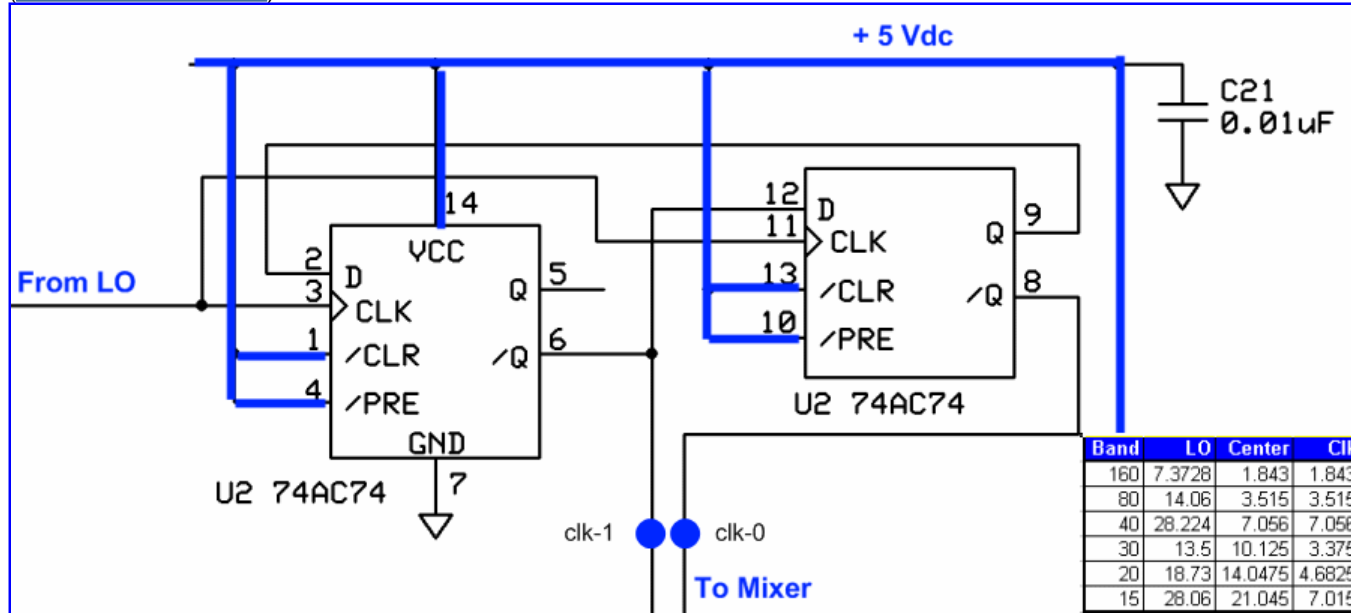 + 5 Vdc
C21
0.01uF
14
VCC
From LO
2
D
3
CLK
1
/CLR
4
/PRE
GND
7
Q
5
/Q
6
U2 74AC74
12
D
11
CLK
13
/CLR
10
/PRE
Q
9
/Q
8
U2 74AC74
clk-1
clk-0
To Mixer
Band LO Center
160 7.3728 1.843 1.843
80 14.06 3.515 3.515
40 28.224 7.056 7.056
30 13.5 10.125 3.375
20 18.73 14.0475 4.6825
15 28.06 21.045 7.015